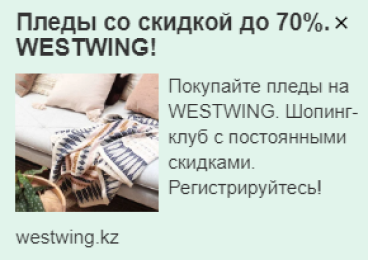 Пледы со скидкой до 70%. ×
WESTWING!
Покупайте пледы на
WESTWING. Шопинг-
клуб с постоянными
скидками.
Регистрируйтесь!
westwing.kz